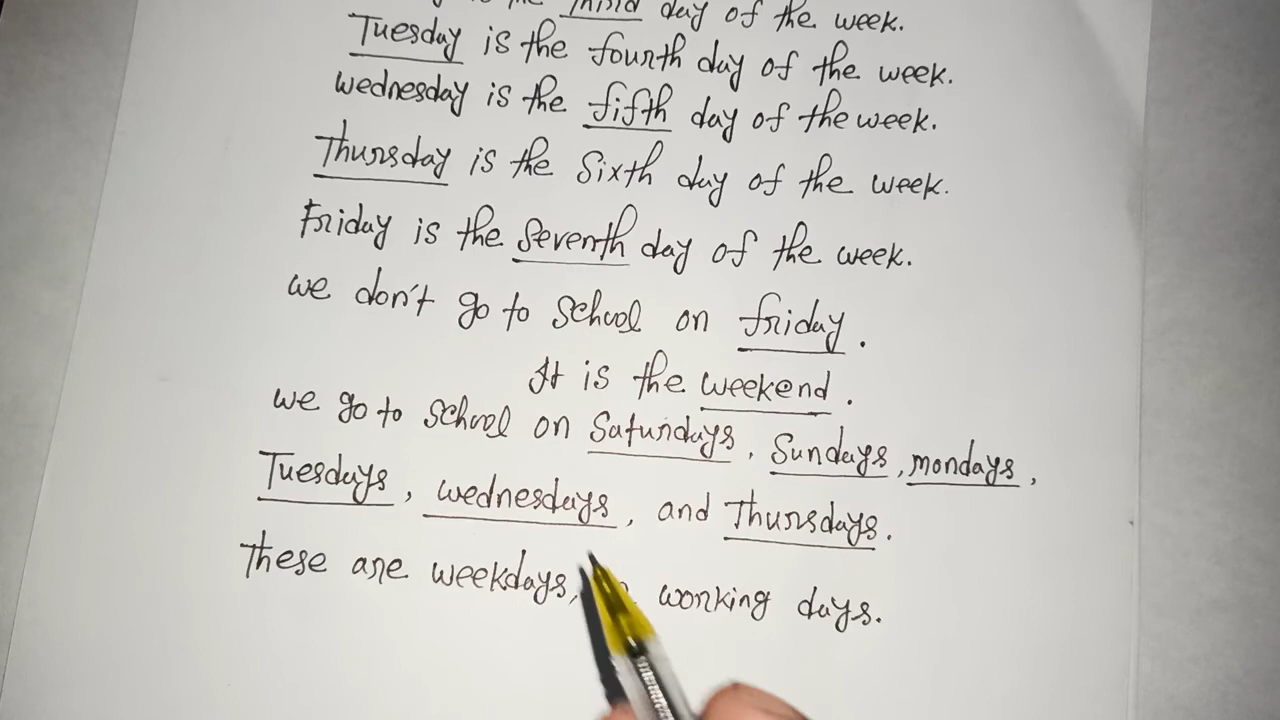 is the third day of the week.
Tuesday is the fourth day of the week.
wednesday is the fifth day of the week.
Thursday is the Sixth day of the week.
Friday is the Seventh day of the week.
we don't go to School on friday.
It is the weekend.
we go to School on Saturdays, Sundays, mondays,
Tuesdays, wednesdays, and Thursdays.
These are weekdays, working days.